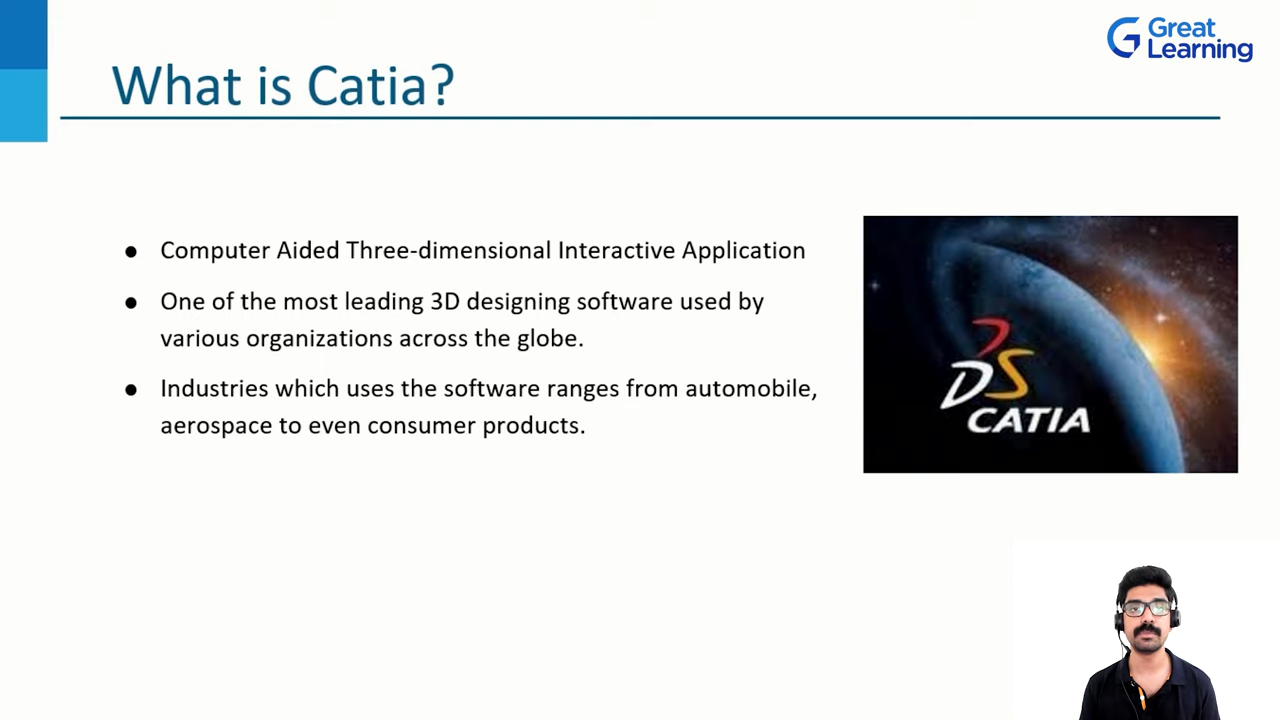 Great
Learning
What is Catia?
● Computer Aided Three-dimensional Interactive Application
● One of the most leading 3D designing software used by
various organizations across the globe.
● Industries which uses the software ranges from automobile,
aerospace to even consumer products.
DS
CATIA